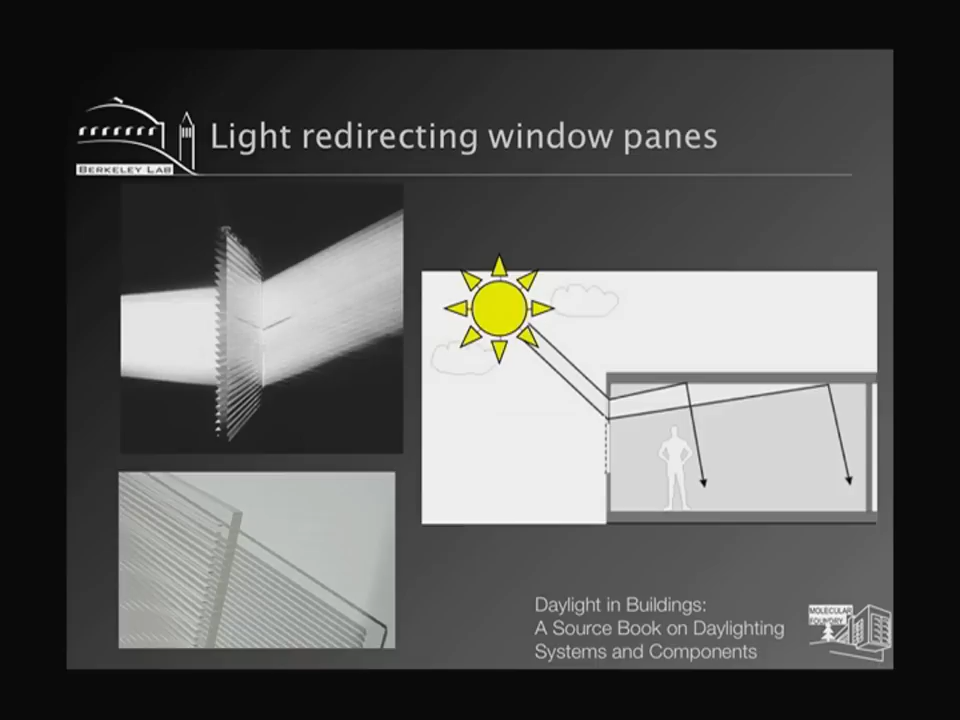 Light redirecting window panes
BERKELEY LAB
Daylight in Buildings:
A Source Book on Daylighting
Systems and Components
MOLECULAR
FOUNDRY